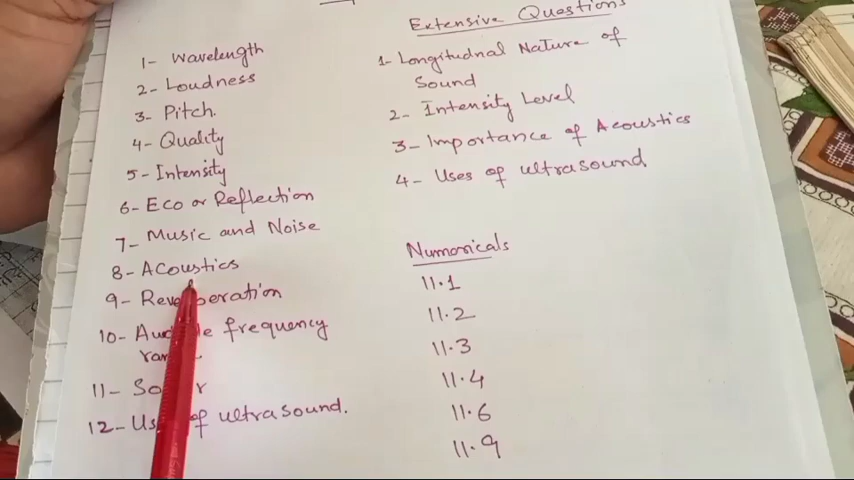 1- Wavelength
2- Loudness
3- Pitch.
4- Quality
5- Intensity
6- Eco or Reflection
7- Music and Noise
8- Acoustics
9-
10- frequency
11-
12- of ultrasound.
Extensive Questions
1- Longitudnal Nature of
Sound
2- Intensity Level
3- Importance of Acoustics
4- Uses of ultrasound
Numericals
11.1
11.2
11.3
11.4
11.6
11.9